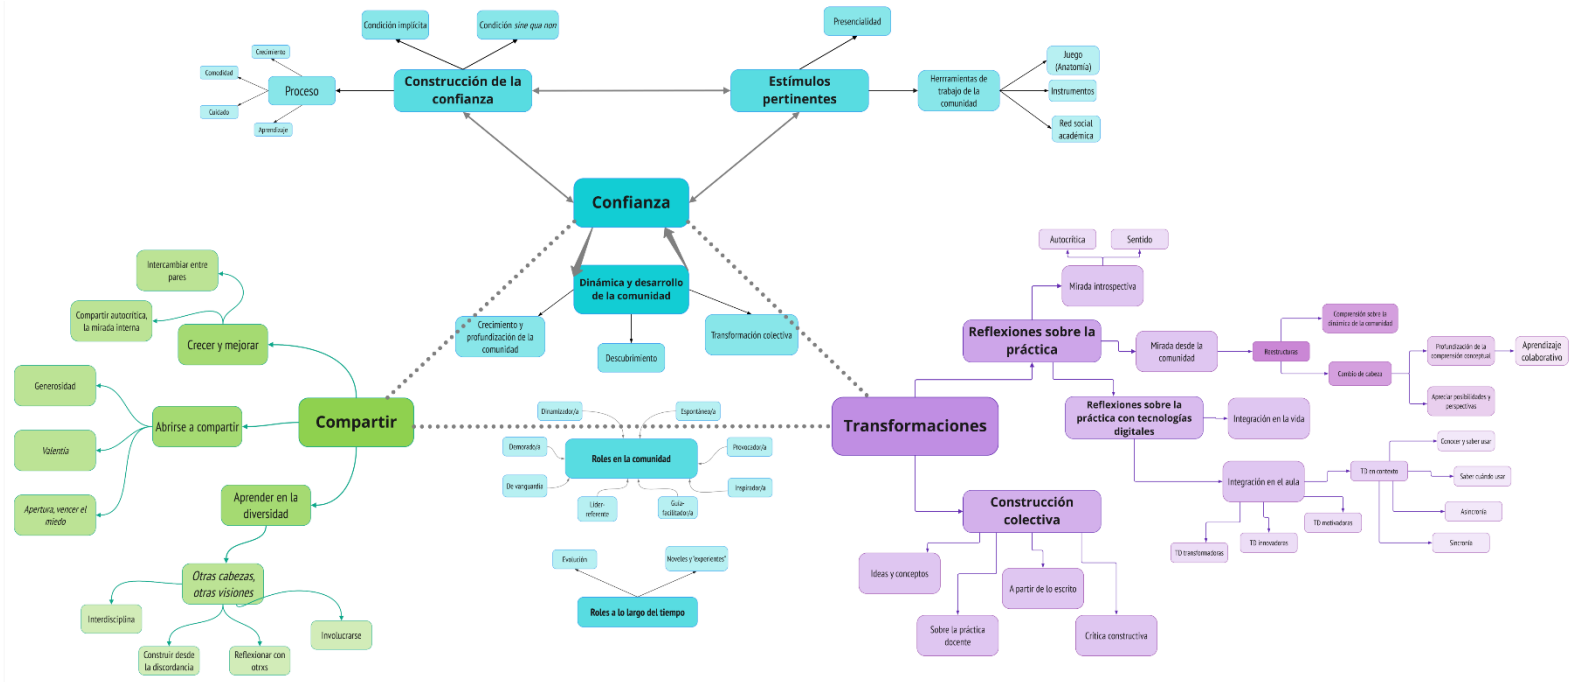 Condición implícita
Condición sine qua non
Presencialidad
Crecimiento
Comodidad
Proceso
Cuidado
Aprendizaje
Construcción de la
confianza
Estímulos
pertinentes
Herrramientas de
trabajo de la
comunidad
Juego
(Anatomía)
Instrumentos
Red social
académica
Confianza
Dinámica y desarrollo
de la comunidad
Crecimiento y
profundización de la
comunidad
Descubrimiento
Transformación colectiva
Intercambiar entre
pares
Compartir autocrítica,
la mirada interna
Crecer y mejorar
Generosidad
Valentía
Apertura, vencer el
miedo
Abrirse a compartir
Compartir
Aprender en la
diversidad
Otras cabezas,
otras visiones
Interdisciplina
Construir desde
la discordancia
Reflexionar con
otrxs
Involucrarse
Dinamizador/a
Espontáneo/a
Demorado/a
Roles en la comunidad
Provocador/a
De vanguardia
Líder-
referente
Guía-
facilitador/a
Inspirador/a
Evolución
Noveles y "experientes"
Roles a lo largo del tiempo
Transformaciones
Autocrítica
Sentido
Mirada introspectiva
Reflexiones sobre la
práctica
Mirada desde la
comunidad
Reestructuras
Comprensión sobre la
dinámica de la comunidad
Cambio de cabeza
Profundización de la
comprensión conceptual
Aprendizaje
colaborativo
Apreciar posibilidades y
perspectivas
Reflexiones sobre la
práctica con tecnologías
digitales
Integración en la vida
Integración en el aula
TD en contexto
Conocer y saber usar
Saber cuándo usar
Asincronía
Sincronía
TD motivadoras
TD innovadoras
TD transformadoras
Construcción
colectiva
Ideas y conceptos
Sobre la práctica
docente
A partir de lo escrito
Crítica constructiva